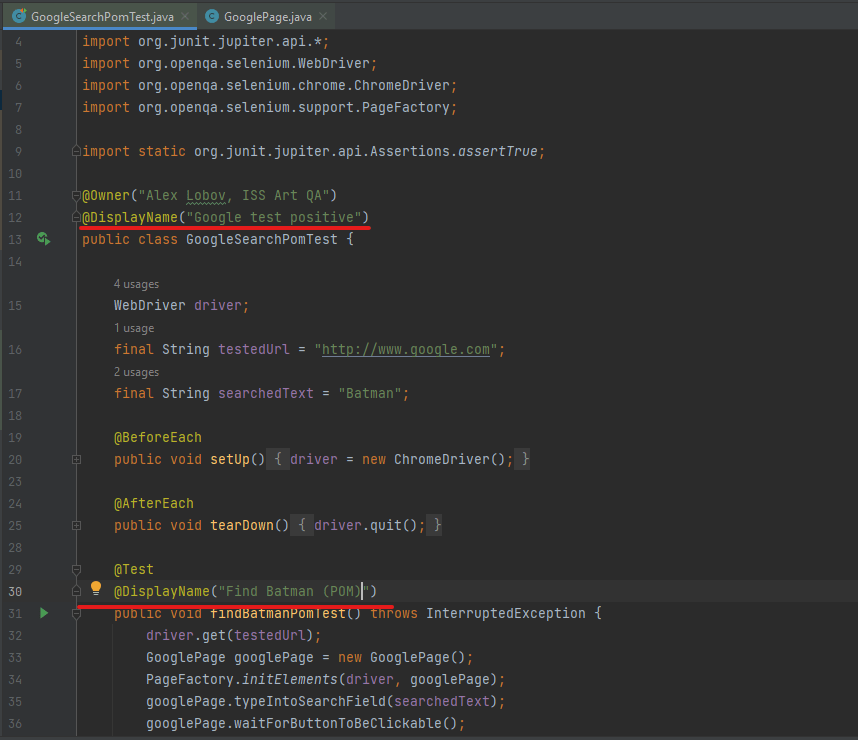 GoogleSearchPomTest.java GooglePage.java
4 import org.junit.jupiter.api.*;
5 import org.openqa.selenium.WebDriver;
6 import org.openqa.selenium.chrome.ChromeDriver;
7 import org.openqa.selenium.support.PageFactory;
8
9 import static org.junit.jupiter.api.Assertions.assertTrue;
10
11 @Owner("Alex Lobov, ISS Art QA")
12 @DisplayName("Google test positive")
13 public class GoogleSearchPomTest {
14
4 usages
15 WebDriver driver;
1 usage
16 final String testedUrl = "http://www.google.com";
2 usages
17 final String searchedText = "Batman";
18
19 @BeforeEach
20 public void setUp() { driver = new ChromeDriver(); }
23
24 @AfterEach
25 public void tearDown() { driver.quit(); }
28
29 @Test
30 @DisplayName("Find Batman (POM)")
31 public void findBatmanPomTest() throws InterruptedException {
32 driver.get(testedUrl);
33 GooglePage googlePage = new GooglePage();
34 PageFactory.initElements(driver, googlePage);
35 googlePage.typeIntoSearchField(searchedText);
36 googlePage.waitForButtonToBeClickable();